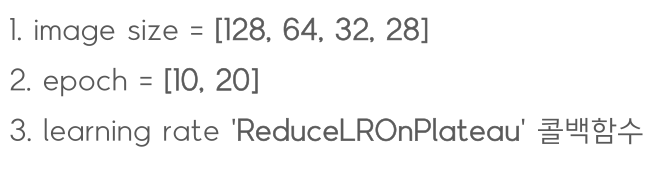 1. image size = [128, 64, 32, 28]
2. epoch = [10, 20]
3. learning rate 'ReduceLROnPlateau' 콜백함수